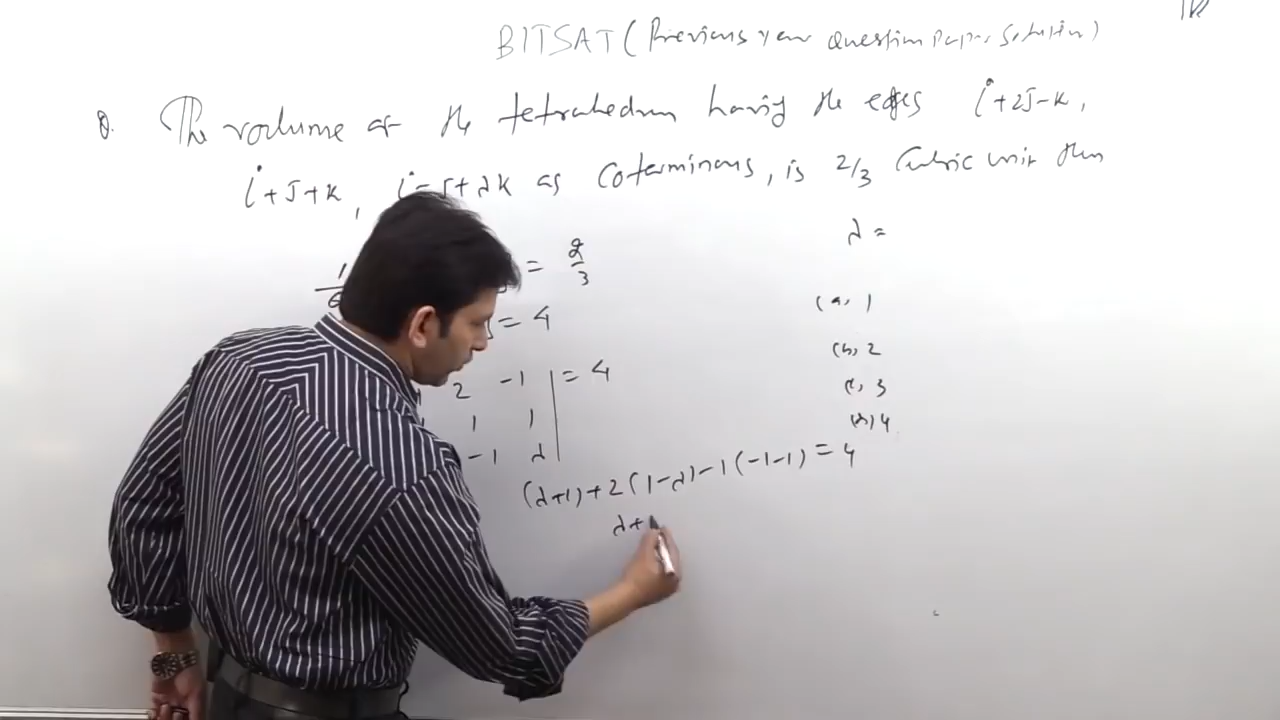 BITSAT (Previous year question paper solution)
Q. The volume of the tetrahedron having the edges i+2J-k,
i+J+k, i-J+λk as coterminous, is 2/3 cubic unit then
λ =
1 = 2/3
= 4
2 -1 = 4
1 1
-1 λ
(a) 1
(b) 2
(c) 3
(d) 4
(λ+1)+2(1-λ)-1(-1-1) = 4
λ+